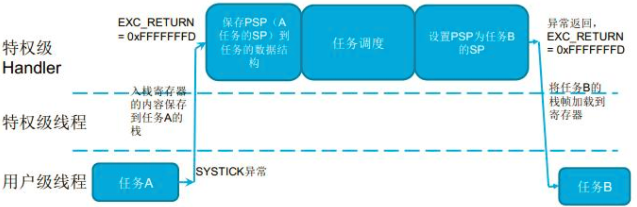 EXC_RETURN
= 0xFFFFFFFD
保存PSP（A
任务的SP）到
任务的数据结
构
任务调度
设置PSP为任务B
的SP
异常返回，
EXC_RETURN
= 0xFFFFFFFD
特权级
Handler
入栈寄存器
的内容保存
到任务A的
栈
将任务B的
栈帧加载到
寄存器
特权级线程
用户级线程
任务A
SYSTICK异常
任务B